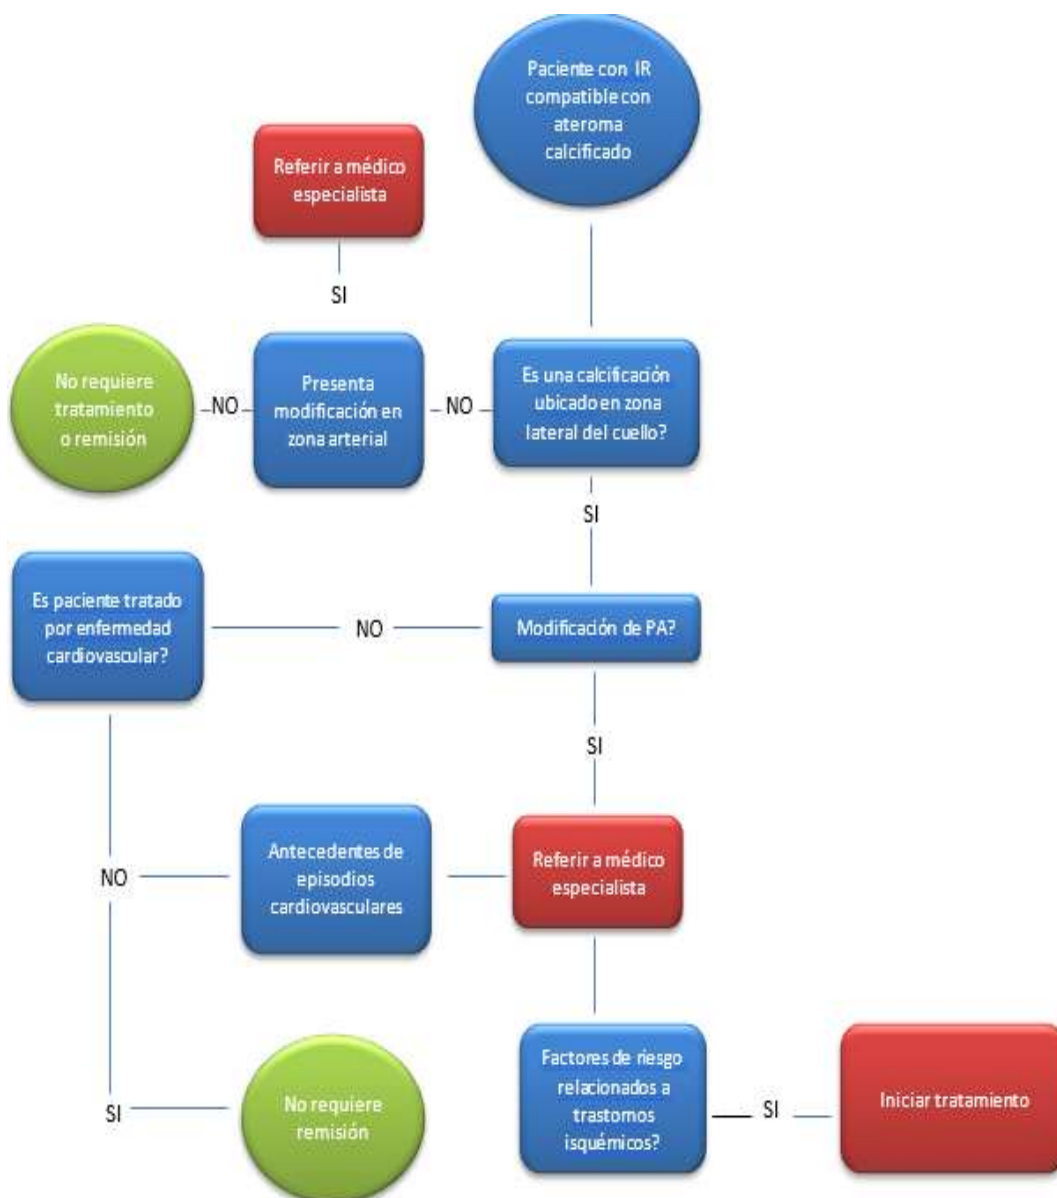 Paciente con IR
compatible con
ateroma
calcificado
Referir a médico
especialista
SI
No requiere
tratamiento
o remisión
NO
Presenta
modificación en
zona arterial
NO
Es una calcificación
ubicado en zona
lateral del cuello?
SI
Es paciente tratado
por enfermedad
cardiovascular?
NO
Modificación de PA?
SI
NO
Antecedentes de
episodios
cardiovasculares
Referir a médico
especialista
SI
No requiere
remisión
Factores de riesgo
relacionados a
trastornos
isquémicos?
SI
Iniciar tratamiento